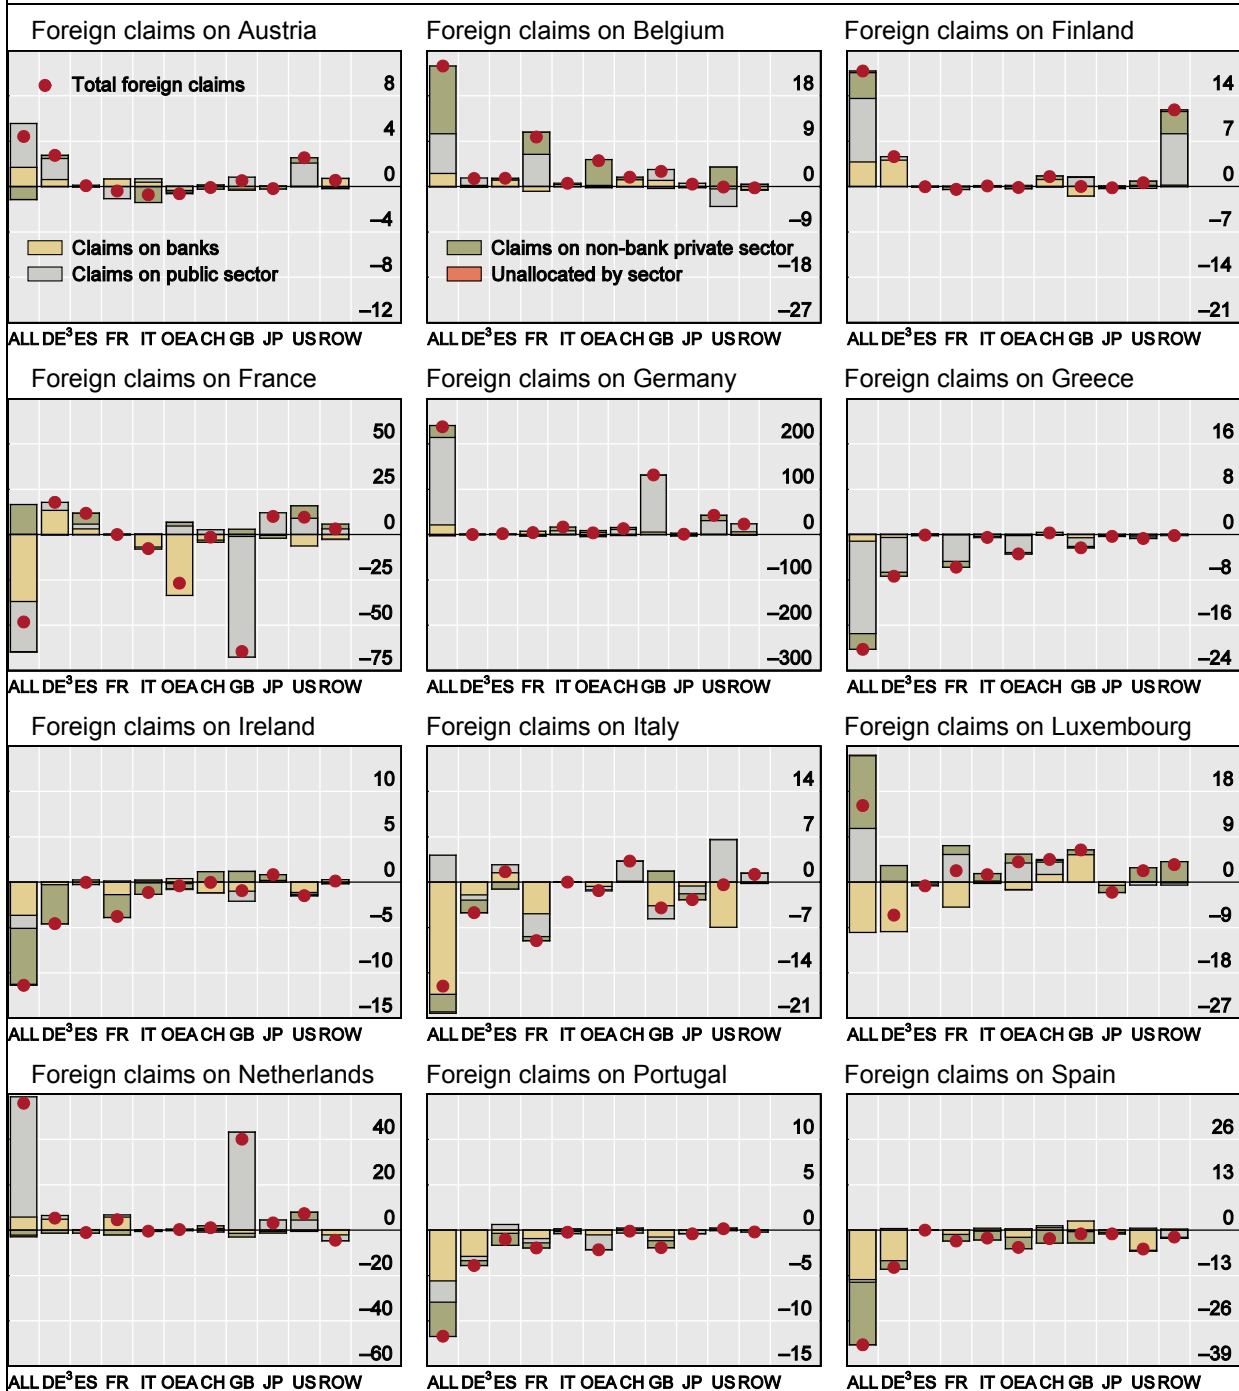 Foreign claims on Austria
Foreign claims on Belgium
Foreign claims on Finland
Total foreign claims
8
4
0
–4
–8
–12
Claims on banks
Claims on public sector
18
9
0
–9
–18
–27
Claims on non-bank private sector
Unallocated by sector
14
7
0
–7
–14
–21
ALL DE³ ES FR IT OEA CH GB JP US ROW
ALL DE³ ES FR IT OEA CH GB JP US ROW
ALL DE³ ES FR IT OEA CH GB JP US ROW
Foreign claims on France
Foreign claims on Germany
Foreign claims on Greece
50
25
0
–25
–50
–75
200
100
0
–100
–200
–300
16
8
0
–8
–16
–24
ALL DE³ ES FR IT OEA CH GB JP US ROW
ALL DE³ ES FR IT OEA CH GB JP US ROW
ALL DE³ ES FR IT OEA CH GB JP US ROW
Foreign claims on Ireland
Foreign claims on Italy
Foreign claims on Luxembourg
10
5
0
–5
–10
–15
14
7
0
–7
–14
–21
18
9
0
–9
–18
–27
ALL DE³ ES FR IT OEA CH GB JP US ROW
ALL DE³ ES FR IT OEA CH GB JP US ROW
ALL DE³ ES FR IT OEA CH GB JP US ROW
Foreign claims on Netherlands
Foreign claims on Portugal
Foreign claims on Spain
40
20
0
–20
–40
–60
10
5
0
–5
–10
–15
26
13
0
–13
–26
–39
ALL DE³ ES FR IT OEA CH GB JP US ROW
ALL DE³ ES FR IT OEA CH GB JP US ROW
ALL DE³ ES FR IT OEA CH GB JP US ROW